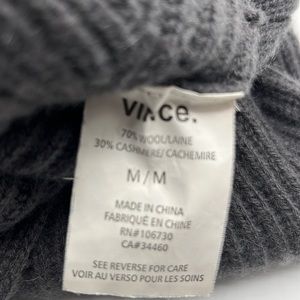 VINCE.
70% WOOL/LAINE
30% CASHMERE/ CACHEMIRE
M/M
MADE IN CHINA
FABRIQUÉ EN CHINE
RN#106730
CA#34460
SEE REVERSE FOR CARE
VOIR AU VERSO POUR LES SOINS